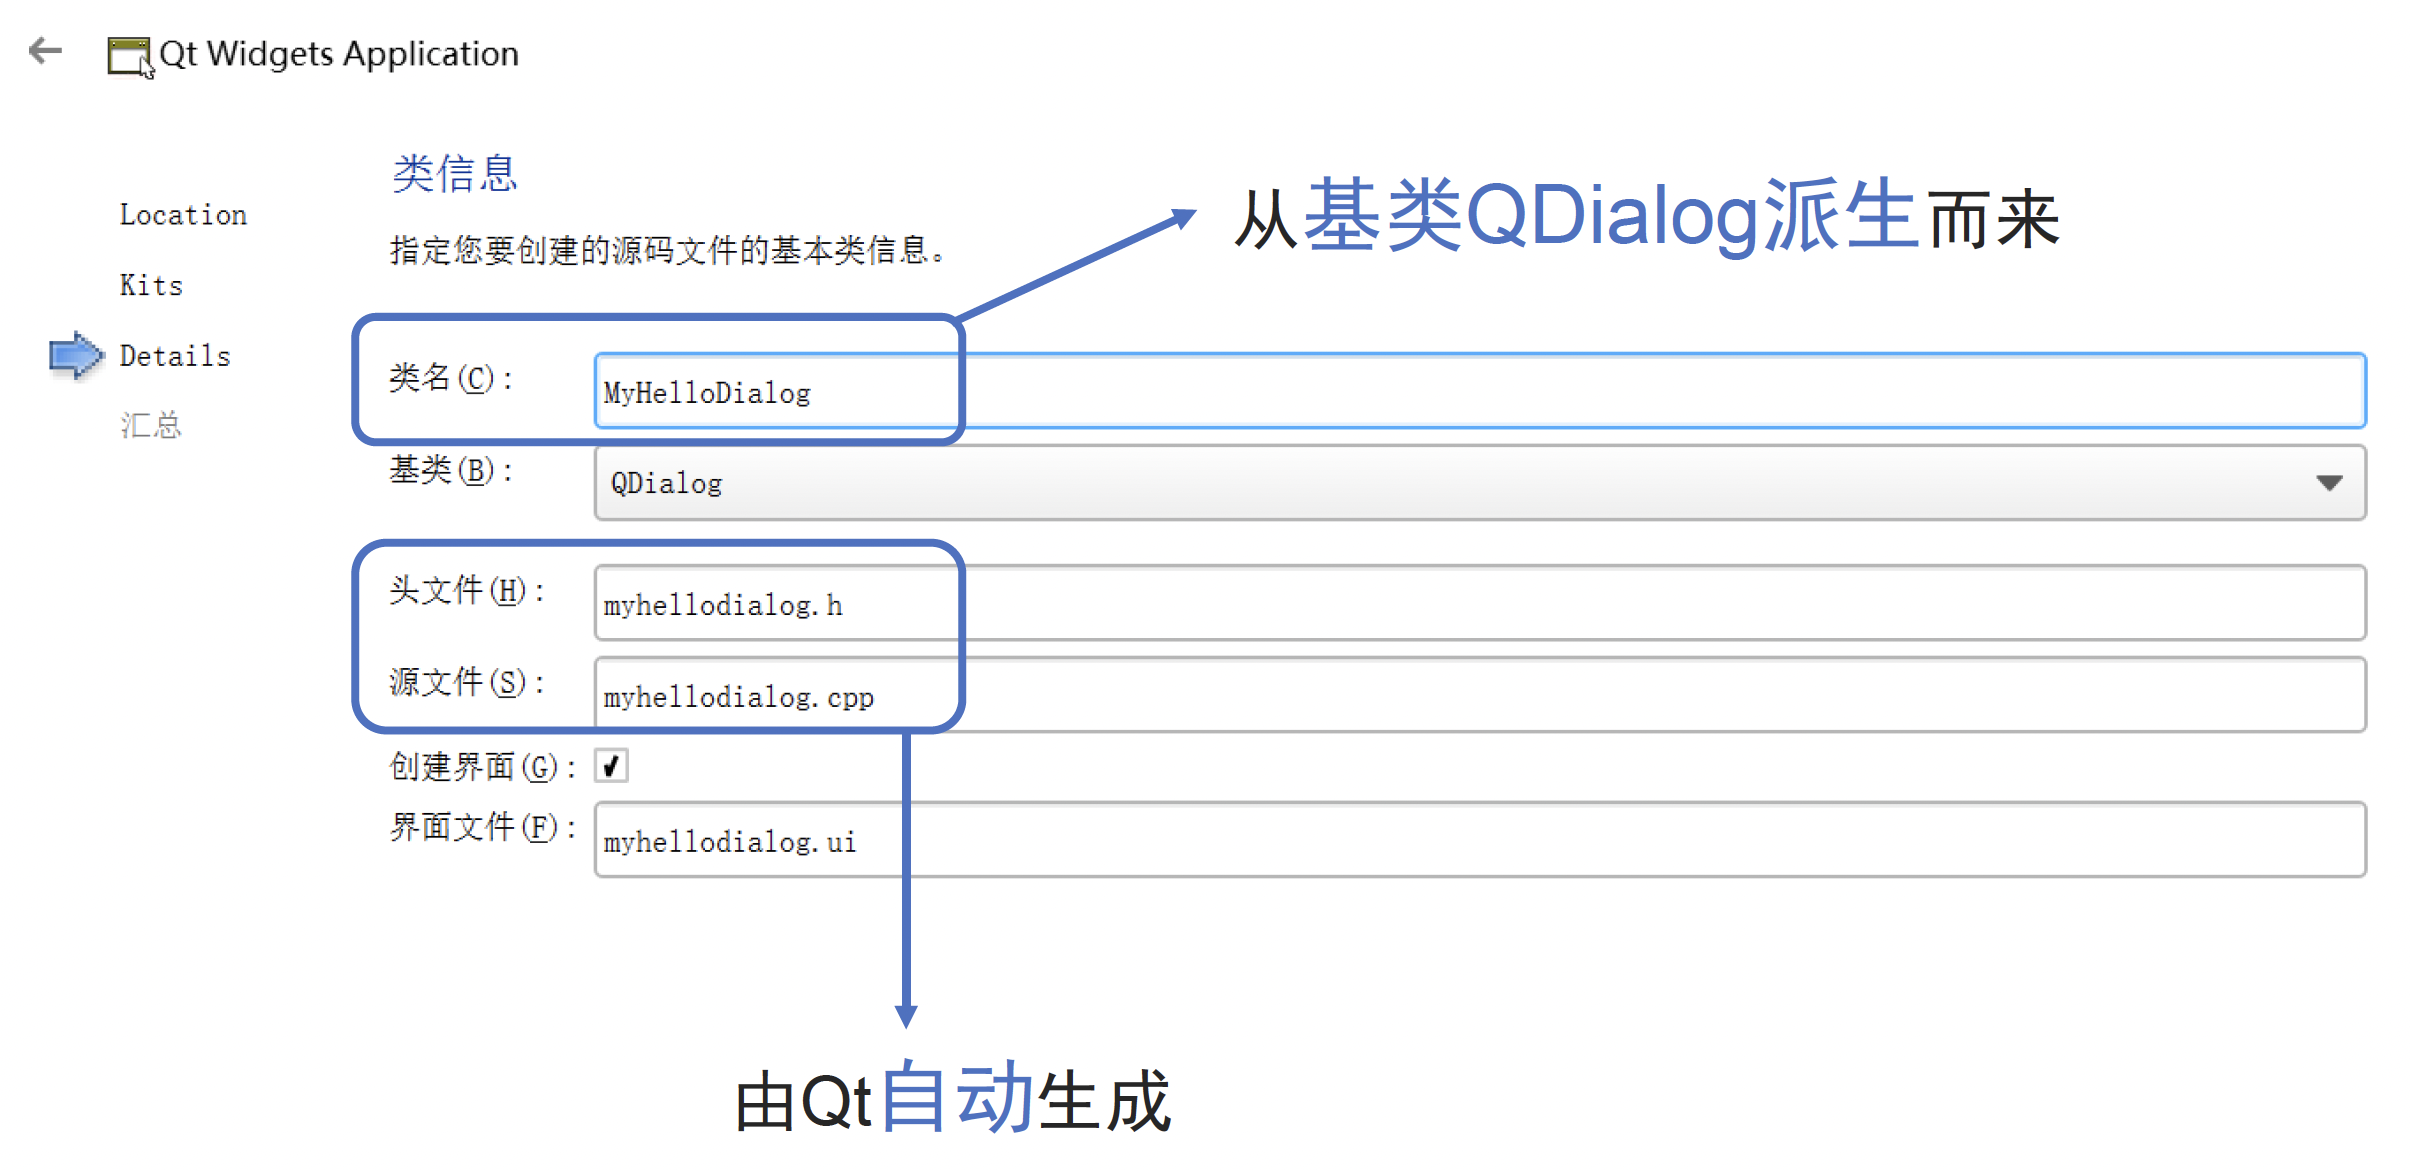 Qt Widgets Application
类信息
从基类QDialog派生而来
Location
指定您要创建的源码文件的基本类信息。
Kits
Details
类名(C): MyHelloDialog
汇总
基类(B): QDialog
头文件(H): myhellodialog.h
源文件(S): myhellodialog.cpp
创建界面(G):
界面文件(F): myhellodialog.ui
由Qt自动生成